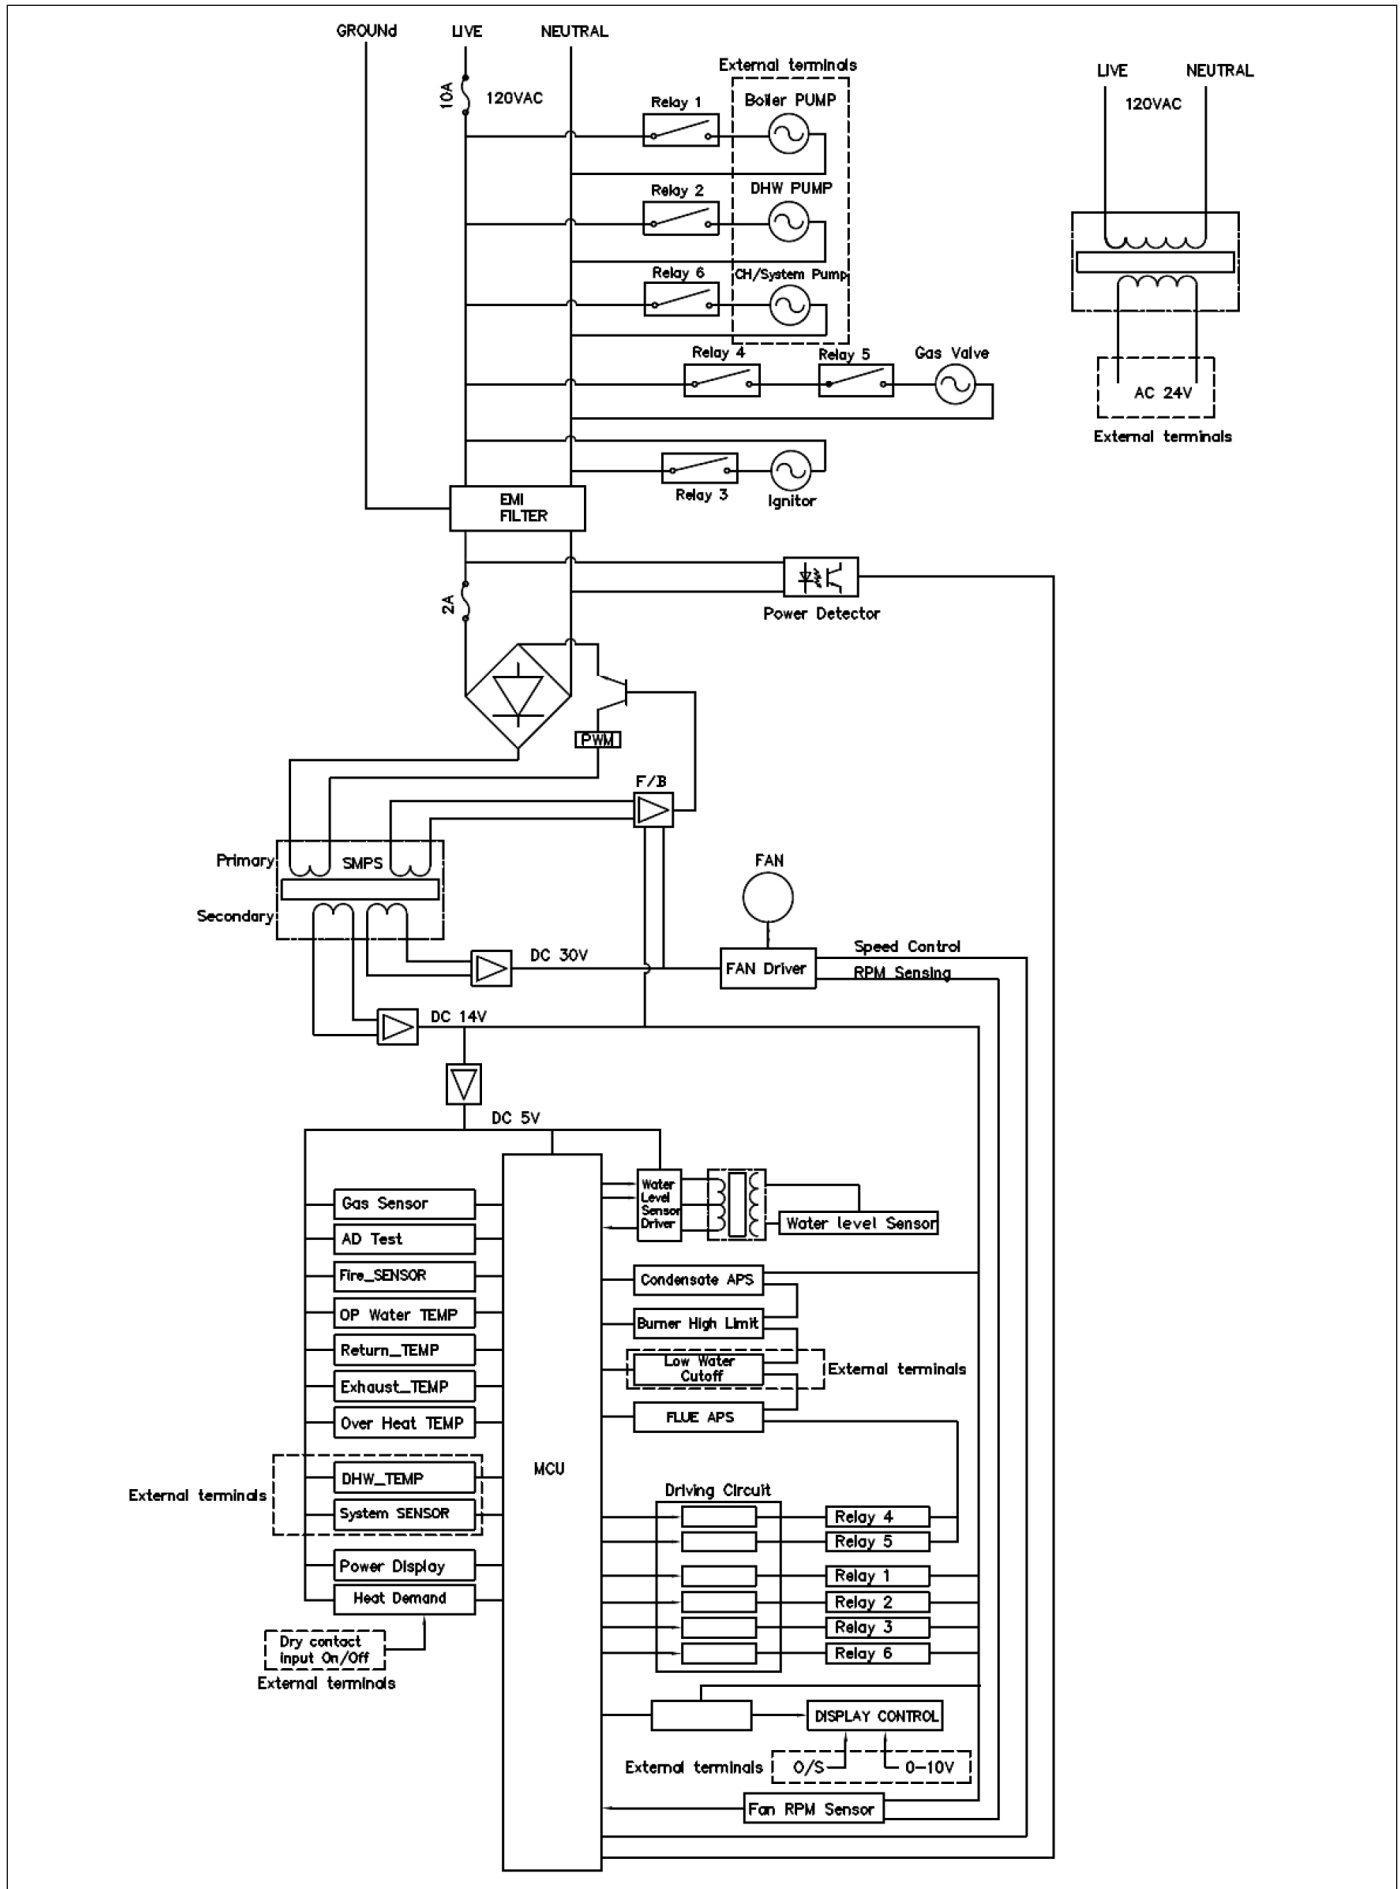 GROUNd
LIVE
NEUTRAL
10A
120VAC
External terminals
Relay 1
Boiler PUMP
Relay 2
DHW PUMP
Relay 6
CH/System Pump
Relay 4
Relay 5
Gas Valve
Relay 3
Ignitor
LIVE
NEUTRAL
120VAC
AC 24V
External terminals
EMI
FILTER
2A
Power Detector
PWM
F/B
Primary
SMPS
Secondary
FAN
DC 30V
FAN Driver
Speed Control
RPM Sensing
DC 14V
DC 5V
Gas Sensor
AD Test
Fire_SENSOR
OP Water TEMP
Return_TEMP
Exhaust_TEMP
Over Heat TEMP
External terminals
DHW_TEMP
System SENSOR
Power Display
Heat Demand
Dry contact
input On/Off
External terminals
MCU
Water
Level
Sensor
Driver
Water level Sensor
Condensate APS
Burner High Limit
Low Water
Cutoff
External terminals
FLUE APS
Driving Circuit
Relay 4
Relay 5
Relay 1
Relay 2
Relay 3
Relay 6
DISPLAY CONTROL
External terminals
O/S
0-10V
Fan RPM Sensor